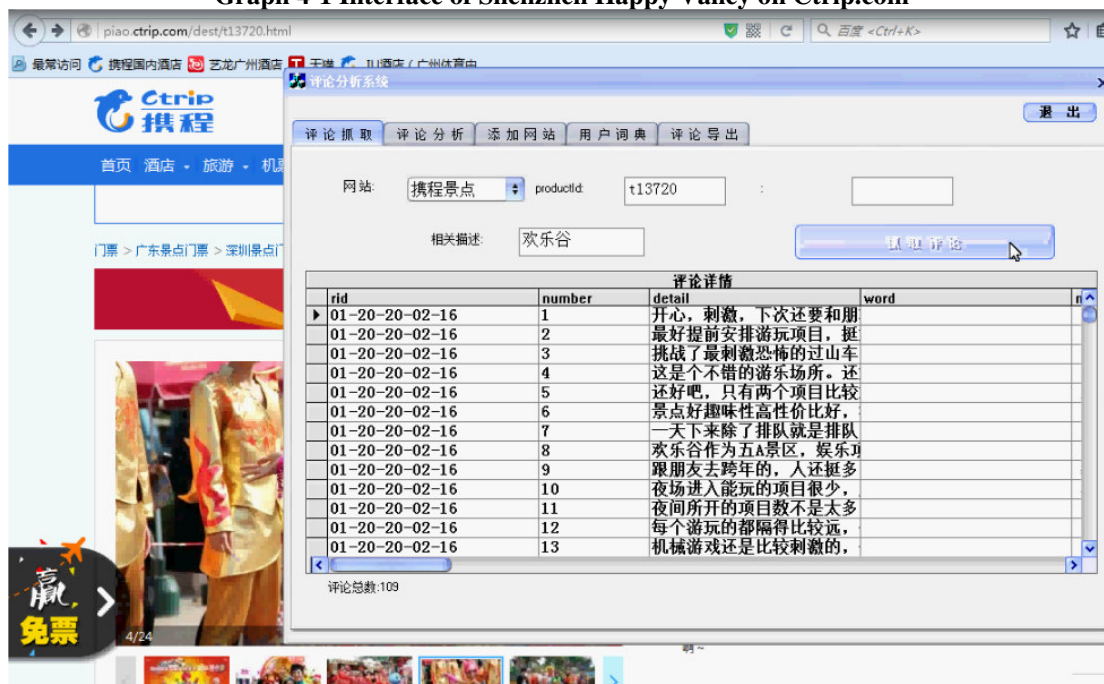 Graph 4-1 Interface of Shenzhen Happy Valley on Ctrip.com
piao.ctrip.com/dest/t13720.html
百度 <Ctrl+K>
最常访问 携程国内酒店 艺龙广州酒店
评论分析系统
Ctrip
携程
退 出
评论抓取 评论分析 添加网站 用户词典 评论导出
首页 酒店 旅游
网站: 携程景点 productId: t13720 :
相关描述: 欢乐谷
抓取评论
门票 > 广东景点门票 > 深圳景点门
评论详情
rid number detail word
01-20-20-02-16 1 开心，刺激，下次还要和朋
01-20-20-02-16 2 最好提前安排游玩项目，挺
01-20-20-02-16 3 挑战了最刺激恐怖的过山车
01-20-20-02-16 4 这是个不错的游乐场所。还
01-20-20-02-16 5 还好吧，只有两个项目比较
01-20-20-02-16 6 景点好趣味性高性价比好，
01-20-20-02-16 7 一天下来除了排队就是排队
01-20-20-02-16 8 欢乐谷作为五A景区，娱乐项
01-20-20-02-16 9 跟朋友去跨年的，人还挺多
01-20-20-02-16 10 夜场进入能玩的项目很少，
01-20-20-02-16 11 夜间所开的项目数不是太多
01-20-20-02-16 12 每个游玩的都隔得比较远，
01-20-20-02-16 13 机械游戏还是比较刺激的，
评论总数:109
赢
免票
4/24
啊~